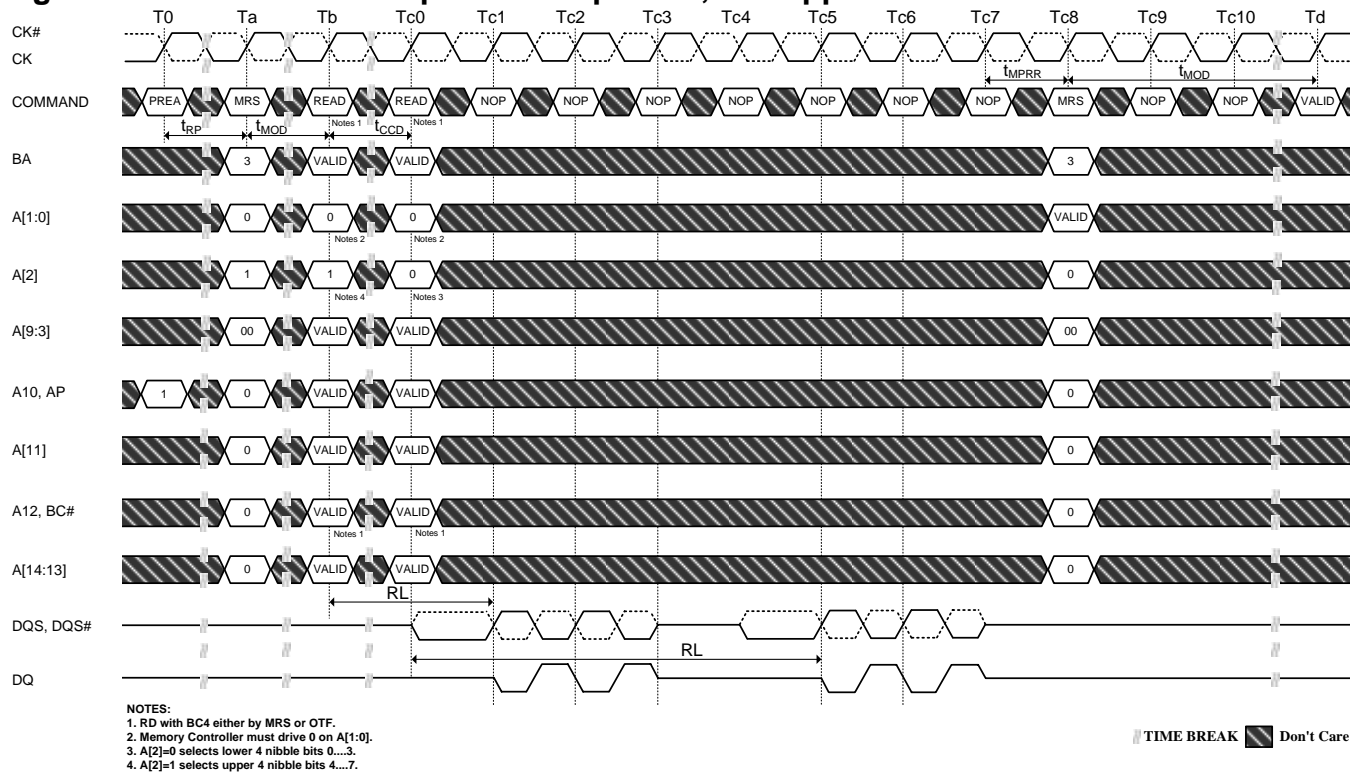 T0 Ta Tb Tc0 Tc1 Tc2 Tc3 Tc4 Tc5 Tc6 Tc7 Tc8 Tc9 Tc10 Td
CK#
CK
tMPRR tMOD
COMMAND PREA MRS READ READ NOP NOP NOP NOP NOP NOP NOP MRS NOP NOP VALID
Notes 1 Notes 1
tRP tMOD tCCD
BA 3 VALID VALID 3
A[1:0] 0 0 0 VALID
Notes 2 Notes 2
A[2] 1 1 0 0
Notes 4 Notes 3
A[9:3] 00 VALID VALID 00
A10, AP 1 0 VALID VALID 0
A[11] 0 VALID VALID 0
A12, BC# 0 VALID VALID 0
Notes 1 Notes 1
A[14:13] 0 VALID VALID 0
RL
DQS, DQS#
RL
DQ
NOTES:
1. RD with BC4 either by MRS or OTF.
2. Memory Controller must drive 0 on A[1:0].
3. A[2]=0 selects lower 4 nibble bits 0....3.
4. A[2]=1 selects upper 4 nibble bits 4....7.
TIME BREAK Don't Care